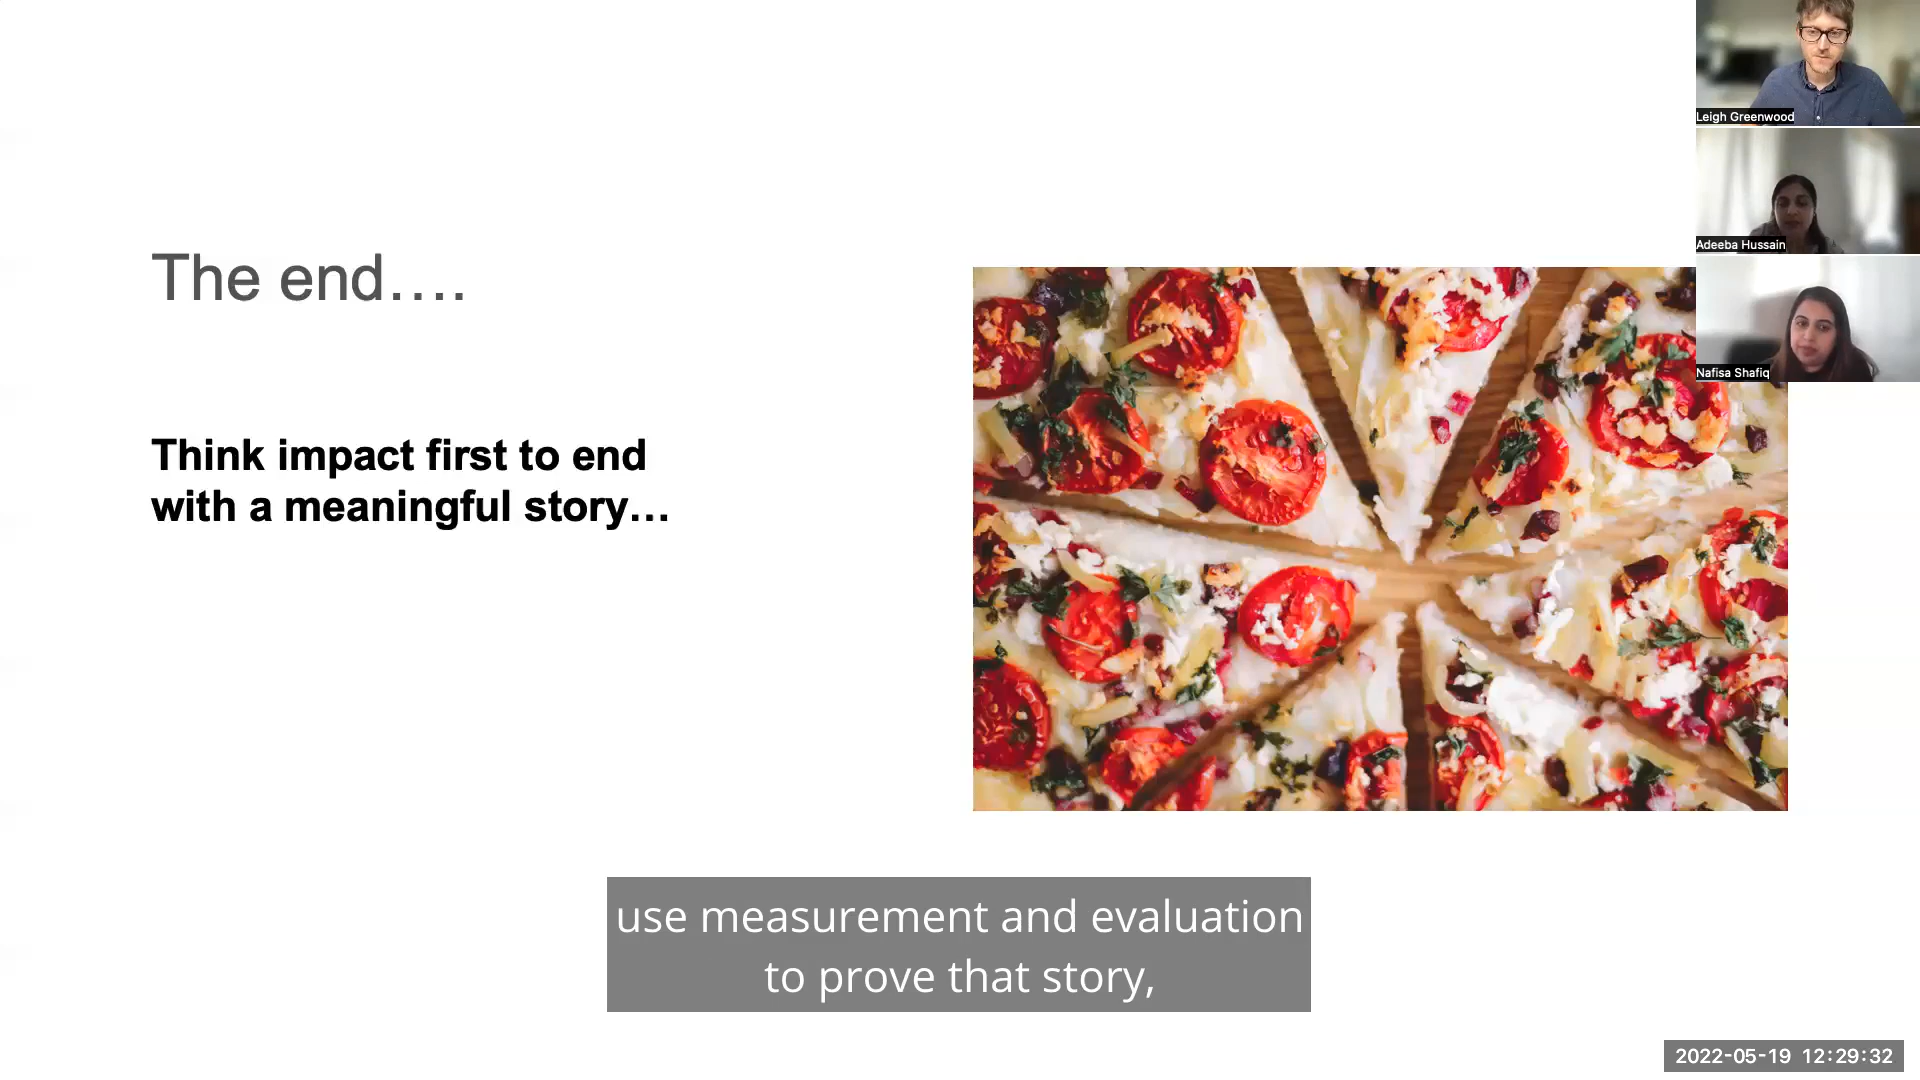 Leigh Greenwood
Adeeba Hussain
Nafisa Shafiq
The end....
Think impact first to end
with a meaningful story...
use measurement and evaluation
to prove that story,
2022-05-19 12:29:32